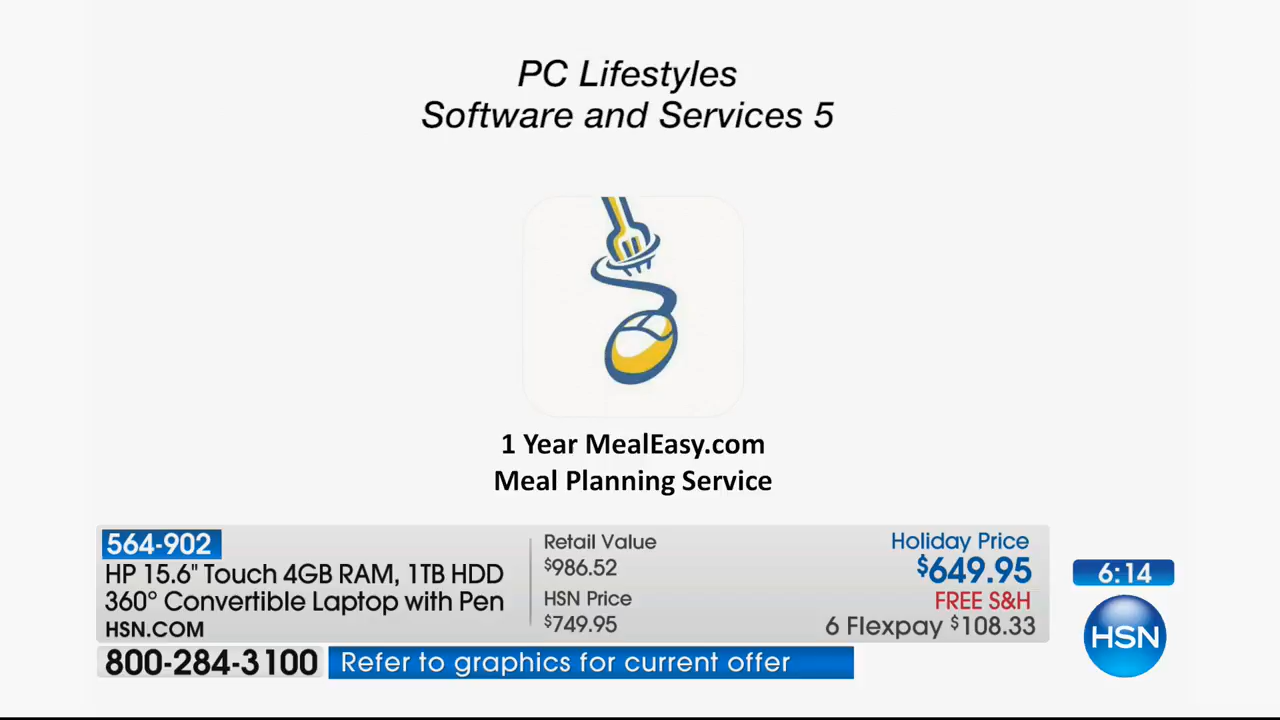 PC Lifestyles
Software and Services 5
1 Year MealEasy.com
Meal Planning Service
564-902
HP 15.6" Touch 4GB RAM, 1TB HDD
360° Convertible Laptop with Pen
HSN.COM
Retail Value
$986.52
HSN Price
$749.95
Holiday Price
$649.95
FREE S&H
6 Flexpay $108.33
6:14
HSN
800-284-3100
Refer to graphics for current offer